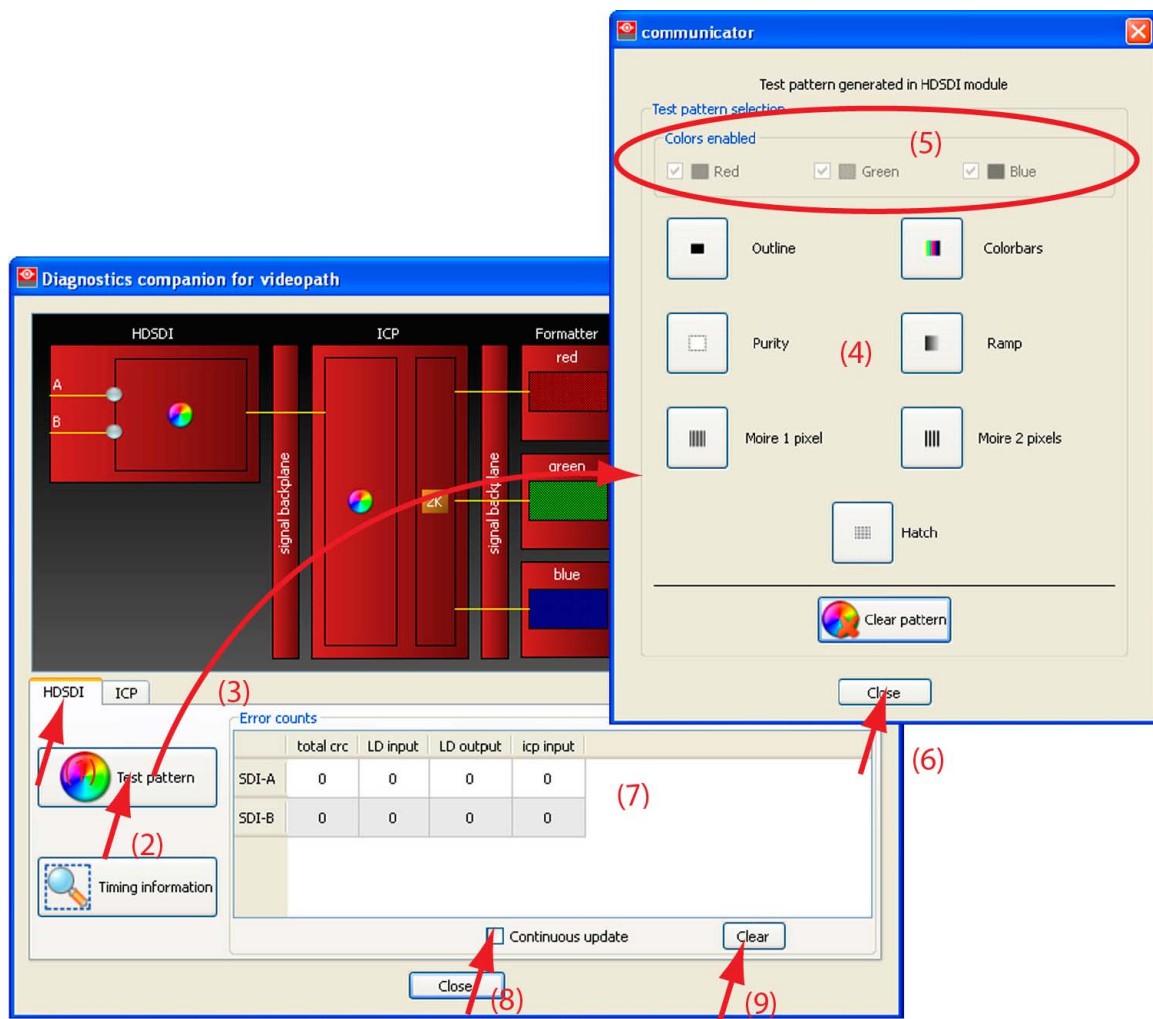 communicator
Test pattern generated in HDSDI module
Test pattern selection
Colors enabled
(5)
Red Green Blue
Outline Colorbars
Purity (4) Ramp
Moire 1 pixel Moire 2 pixels
Hatch
Clear pattern
Close
(6)
Diagnostics companion for videopath
HDSDI ICP Formatter
red
A
B
signal backplane
2K
signal backplane
green
blue
HDSDI ICP
(3)
Test pattern
(2)
Timing information
Error counts
total crc LD input LD output icp input
SDI-A 0 0 0 0
(7)
SDI-B 0 0 0 0
Continuous update Clear
Close
(8)
(9)